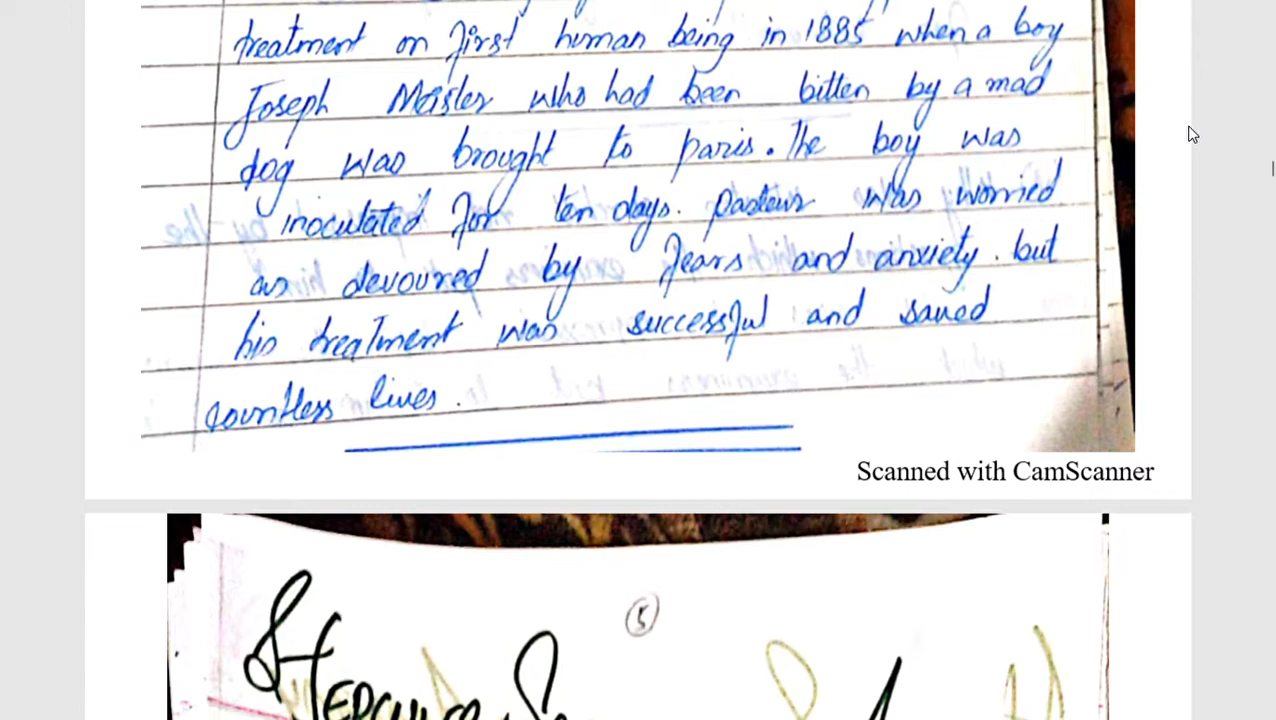 treatment on first human being in 1885 when a boy
Joseph Meisler who had been bitten by a mad
dog was brought to paris. The boy was
inoculated for ten days. pasteur was worried
as devoured by fears and anxiety. but
his treatment was successful and saved
countless lives.
Scanned with CamScanner
5